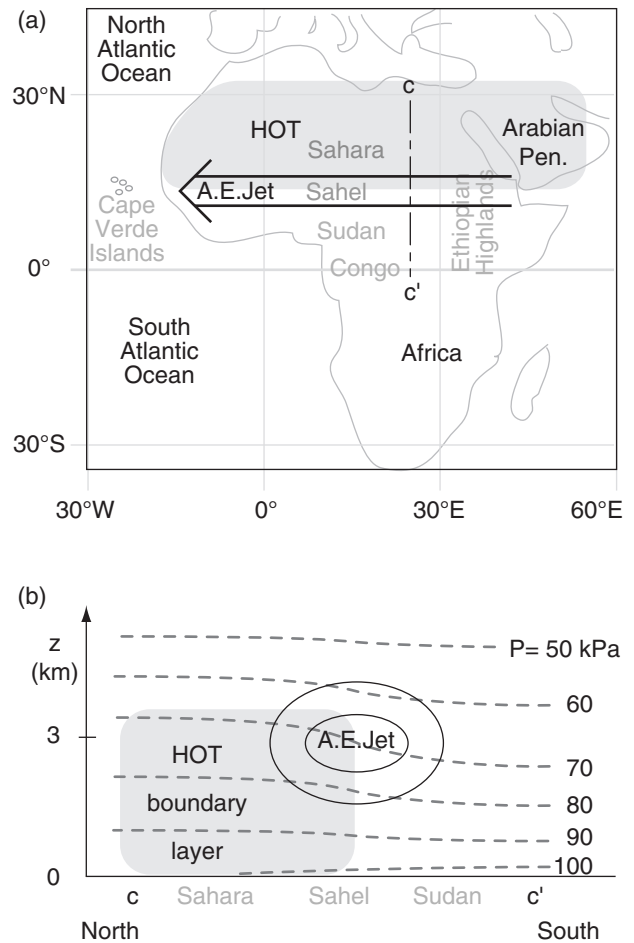 (a)
North
Atlantic
Ocean
30°N
c
HOT
Sahara
Arabian
Pen.
A.E.Jet
Sahel
Cape
Verde
Islands
Sudan
Ethiopian
Highlands
Congo
0°
c'
South
Atlantic
Ocean
Africa
30°S
30°W
0°
30°E
60°E
(b)
z
(km)
P= 50 kPa
60
3
HOT
A.E.Jet
70
boundary
80
90
layer
100
0
c
Sahara
Sahel
Sudan
c'
North
South